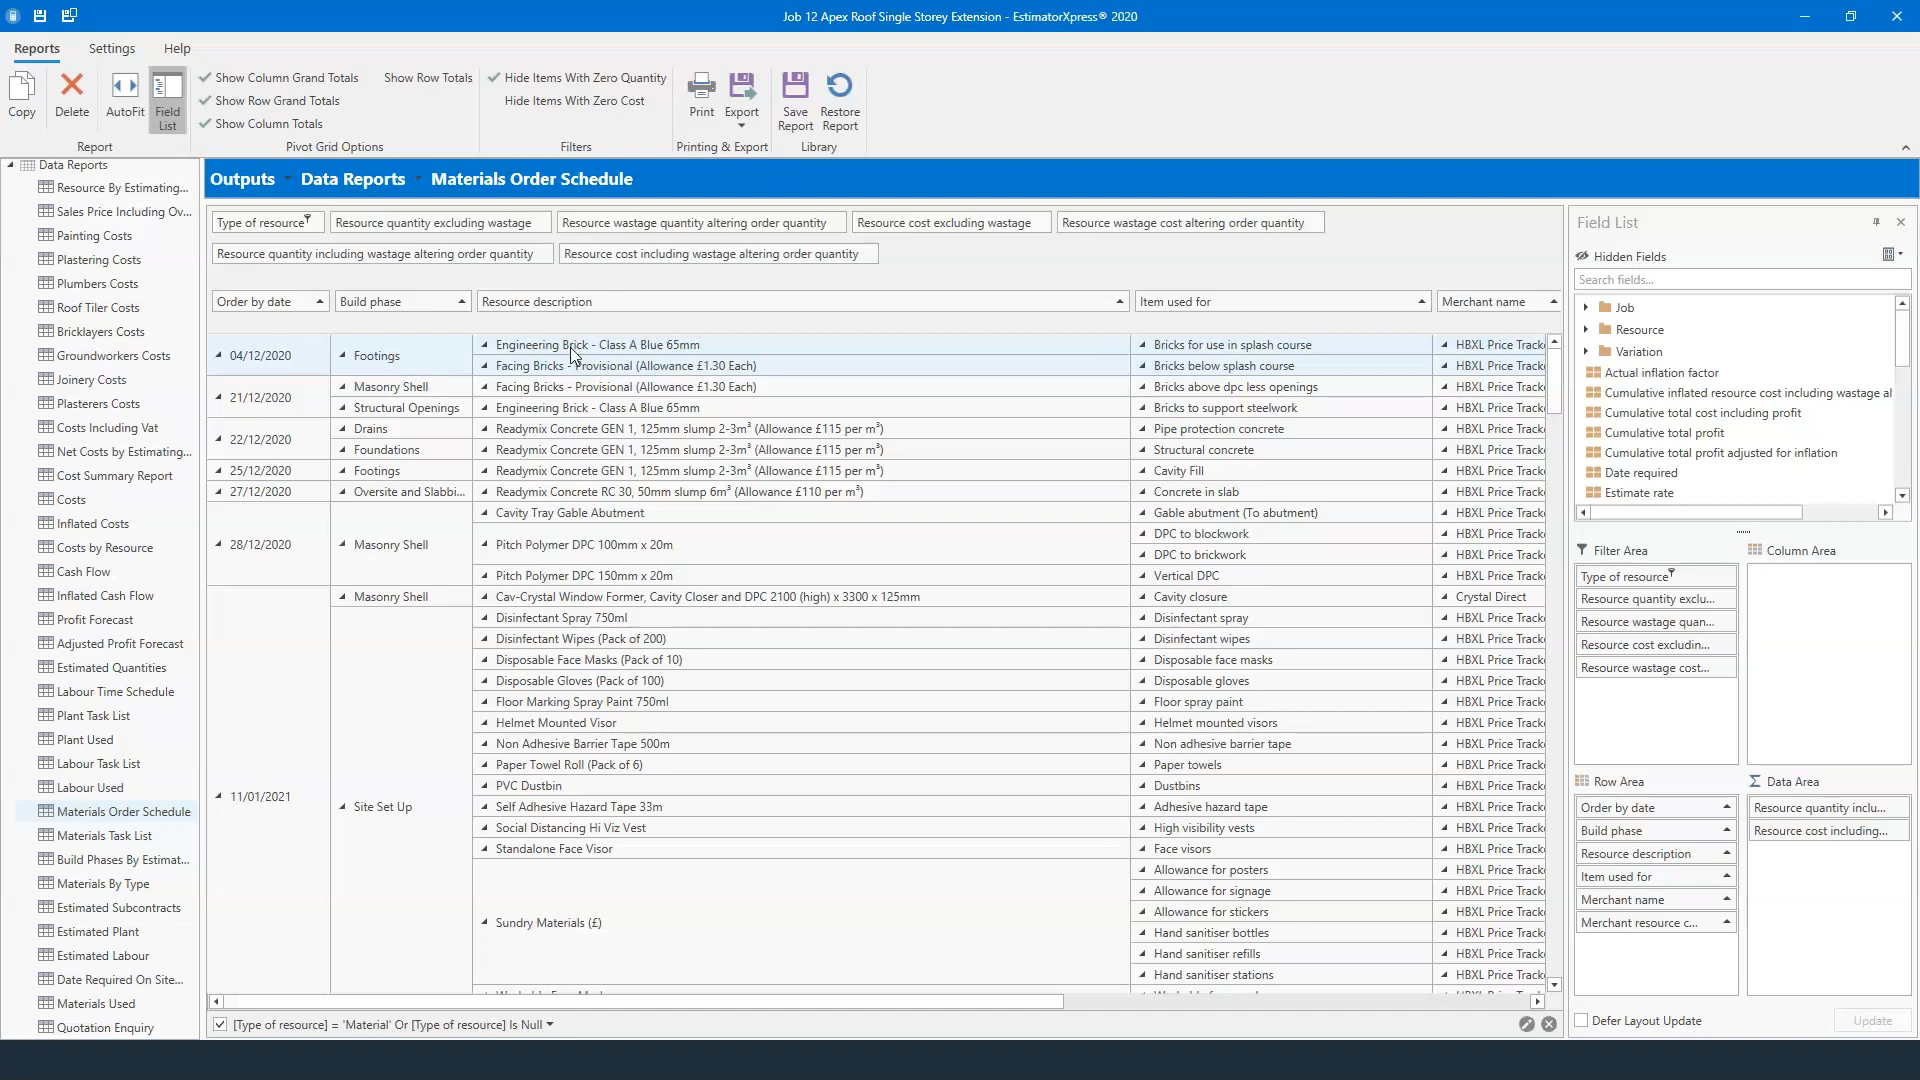 Job 12 Apex Roof Single Storey Extension - EstimatorXpress® 2020
Reports Settings Help
Copy
Delete
AutoFit
Field List
Report
Show Column Grand Totals
Show Row Grand Totals
Show Column Totals
Show Row Totals
Pivot Grid Options
Hide Items With Zero Quantity
Hide Items With Zero Cost
Filters
Print
Export
Printing & Export
Save Report
Restore Report
Library
Data Reports
Resource By Estimating...
Sales Price Including Ov...
Painting Costs
Plastering Costs
Plumbers Costs
Roof Tiler Costs
Bricklayers Costs
Groundworkers Costs
Joinery Costs
Plasterers Costs
Costs Including Vat
Net Costs by Estimating...
Cost Summary Report
Costs
Inflated Costs
Costs by Resource
Cash Flow
Inflated Cash Flow
Profit Forecast
Adjusted Profit Forecast
Estimated Quantities
Labour Time Schedule
Plant Task List
Plant Used
Labour Task List
Labour Used
Materials Order Schedule
Materials Task List
Build Phases By Estimat...
Materials By Type
Estimated Subcontracts
Estimated Plant
Estimated Labour
Date Required On Site...
Materials Used
Quotation Enquiry
Outputs Data Reports Materials Order Schedule
Type of resource Resource quantity excluding wastage Resource wastage quantity altering order quantity Resource cost excluding wastage Resource wastage cost altering order quantity
Resource quantity including wastage altering order quantity Resource cost including wastage altering order quantity
Order by date Build phase Resource description Item used for Merchant name
04/12/2020 Footings Engineering Brick - Class A Blue 65mm Bricks for use in splash course HBXL Price Track
Facing Bricks - Provisional (Allowance £1.30 Each) Bricks below splash course HBXL Price Track
21/12/2020 Masonry Shell Facing Bricks - Provisional (Allowance £1.30 Each) Bricks above dpc less openings HBXL Price Track
Structural Openings Engineering Brick - Class A Blue 65mm Bricks to support steelwork HBXL Price Track
22/12/2020 Drains Readymix Concrete GEN 1, 125mm slump 2-3m³ (Allowance £115 per m³) Pipe protection concrete HBXL Price Track
Foundations Readymix Concrete GEN 1, 125mm slump 2-3m³ (Allowance £115 per m³) Structural concrete HBXL Price Track
25/12/2020 Footings Readymix Concrete GEN 1, 125mm slump 2-3m³ (Allowance £115 per m³) Cavity Fill HBXL Price Track
27/12/2020 Oversite and Slabbi... Readymix Concrete RC 30, 50mm slump 6m³ (Allowance £110 per m³) Concrete in slab HBXL Price Track
28/12/2020 Masonry Shell Cavity Tray Gable Abutment Gable abutment (To abutment) HBXL Price Track
Pitch Polymer DPC 100mm x 20m DPC to blockwork HBXL Price Track
DPC to brickwork HBXL Price Track
Pitch Polymer DPC 150mm x 20m Vertical DPC HBXL Price Track
11/01/2021 Masonry Shell Cav-Crystal Window Former, Cavity Closer and DPC 2100 (high) x 3300 x 125mm Cavity closure Crystal Direct
Site Set Up Disinfectant Spray 750ml Disinfectant spray HBXL Price Track
Disinfectant Wipes (Pack of 200) Disinfectant wipes HBXL Price Track
Disposable Face Masks (Pack of 10) Disposable face masks HBXL Price Track
Disposable Gloves (Pack of 100) Disposable gloves HBXL Price Track
Floor Marking Spray Paint 750ml Floor spray paint HBXL Price Track
Helmet Mounted Visor Helmet mounted visors HBXL Price Track
Non Adhesive Barrier Tape 500m Non adhesive barrier tape HBXL Price Track
Paper Towel Roll (Pack of 6) Paper towels HBXL Price Track
PVC Dustbin Dustbins HBXL Price Track
Self Adhesive Hazard Tape 33m Adhesive hazard tape HBXL Price Track
Social Distancing Hi Viz Vest High visibility vests HBXL Price Track
Standalone Face Visor Face visors HBXL Price Track
Sundry Materials (£) Allowance for posters HBXL Price Track
Allowance for signage HBXL Price Track
Allowance for stickers HBXL Price Track
Hand sanitiser bottles HBXL Price Track
Hand sanitiser refills HBXL Price Track
Hand sanitiser stations HBXL Price Track
[Type of resource] = 'Material' Or [Type of resource] Is Null
Field List
Hidden Fields
Search fields...
Job
Resource
Variation
Actual inflation factor
Cumulative inflated resource cost including wastage al
Cumulative total cost including profit
Cumulative total profit
Cumulative total profit adjusted for inflation
Date required
Estimate rate
Filter Area
Type of resource
Resource quantity exclu...
Resource wastage quan...
Resource cost excludin...
Resource wastage cost...
Column Area
Row Area
Order by date
Build phase
Resource description
Item used for
Merchant name
Merchant resource c...
Data Area
Resource quantity inclu...
Resource cost including...
Defer Layout Update Update